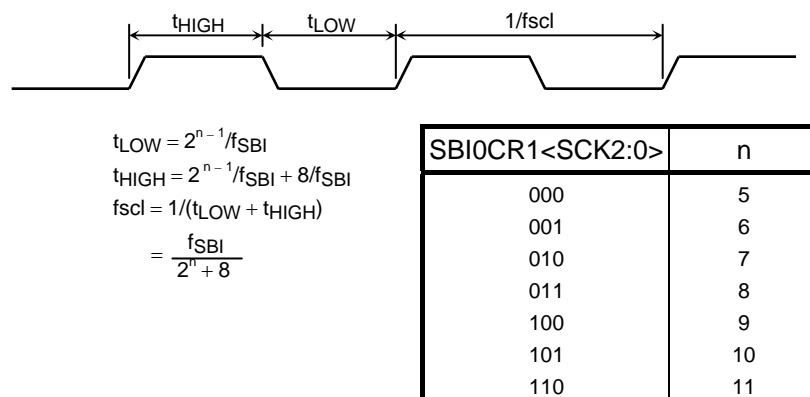 tHIGH tLOW 1/fscl
tLOW = 2^(n – 1)/fSBI
tHIGH = 2^(n – 1)/fSBI + 8/fSBI
fscl = 1/(tLOW + tHIGH)
= fSBI / (2^n + 8)
SBI0CR1<SCK2:0> n
000 5
001 6
010 7
011 8
100 9
101 10
110 11